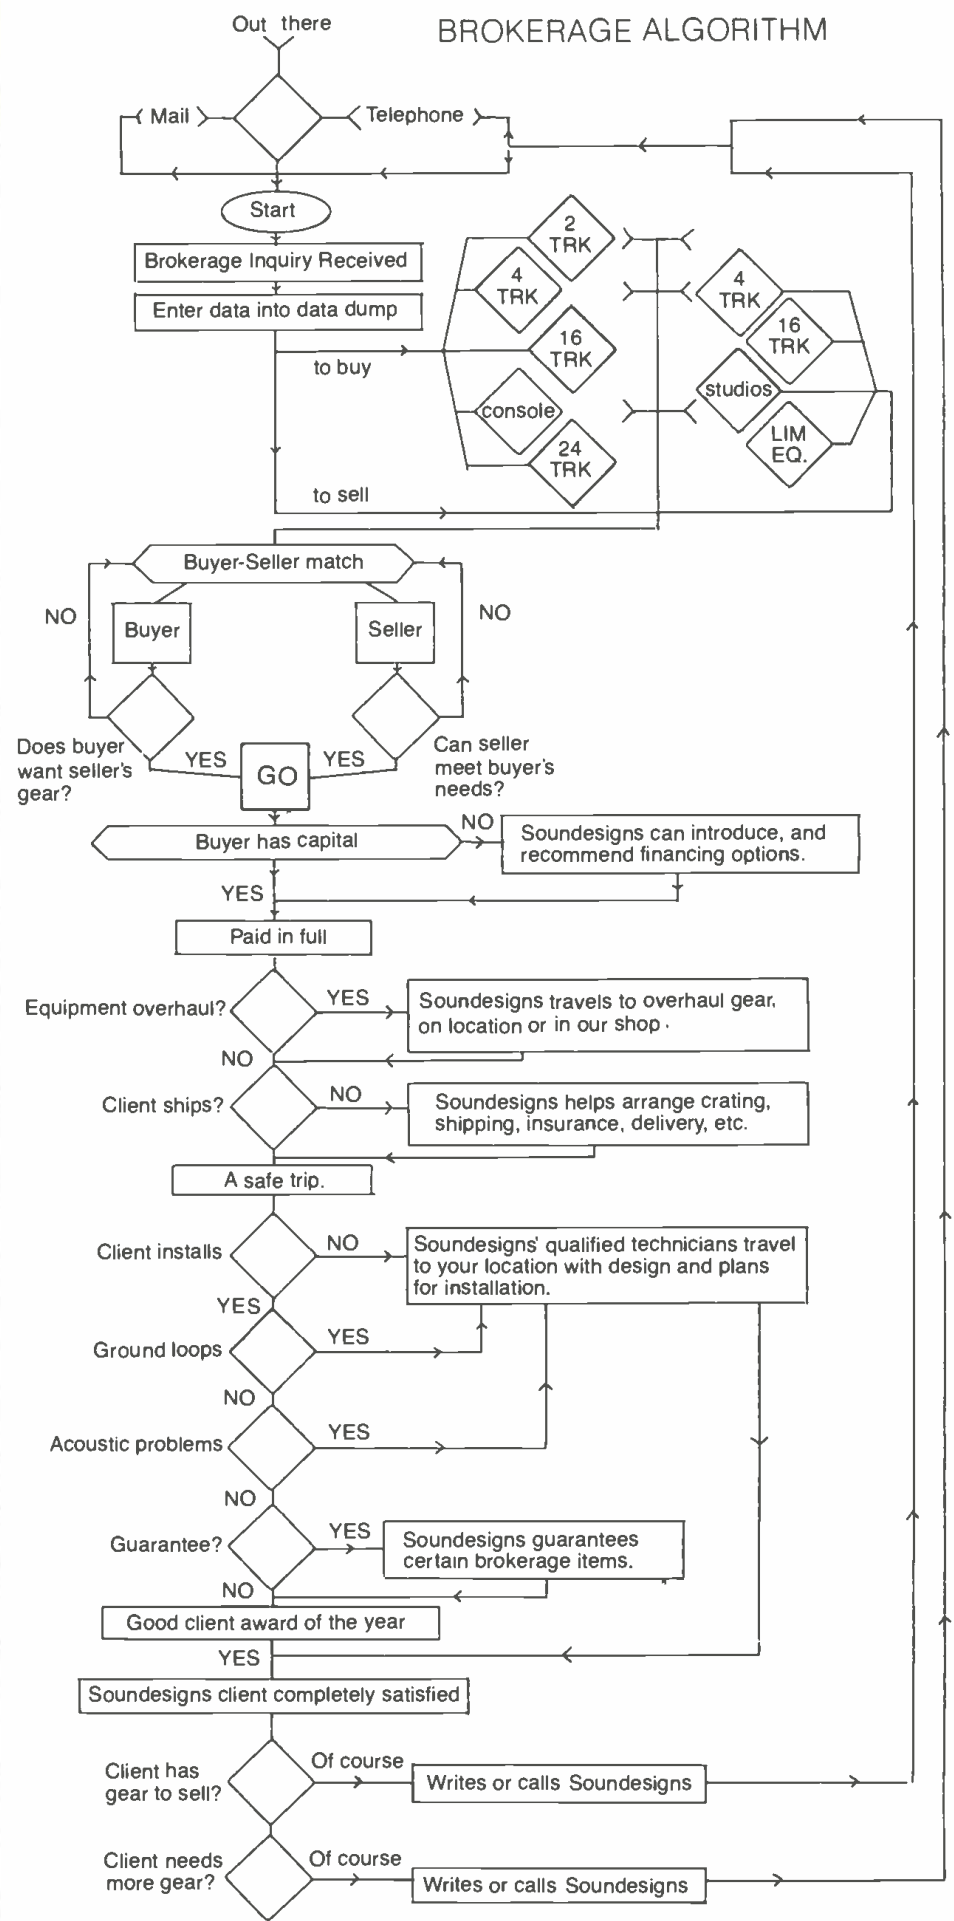 Out there
BROKERAGE ALGORITHM
Mail
Telephone
Start
Brokerage Inquiry Received
Enter data into data dump
to buy
to sell
2
TRK
4
TRK
16
TRK
console
24
TRK
4
TRK
16
TRK
studios
LIM
EQ.
Buyer-Seller match
NO
NO
Buyer
Seller
Does buyer
want seller's
gear?
YES
GO
YES
Can seller
meet buyer's
needs?
Buyer has capital
NO
Soundesigns can introduce, and
recommend financing options.
YES
Paid in full
Equipment overhaul?
YES
Soundesigns travels to overhaul gear,
on location or in our shop.
NO
Client ships?
NO
Soundesigns helps arrange crating,
shipping, insurance, delivery, etc.
A safe trip.
Client installs
NO
Soundesigns' qualified technicians travel
to your location with design and plans
for installation.
YES
Ground loops
YES
NO
Acoustic problems
YES
NO
Guarantee?
YES
Soundesigns guarantees
certain brokerage items.
NO
Good client award of the year
YES
Soundesigns client completely satisfied
Client has
gear to sell?
Of course
Writes or calls Soundesigns
Client needs
more gear?
Of course
Writes or calls Soundesigns